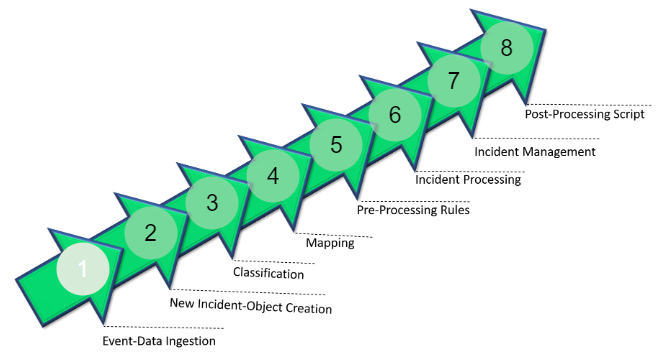 1
Event-Data Ingestion
2
New Incident-Object Creation
3
Classification
4
Mapping
5
Pre-Processing Rules
6
Incident Processing
7
Incident Management
8
Post-Processing Script